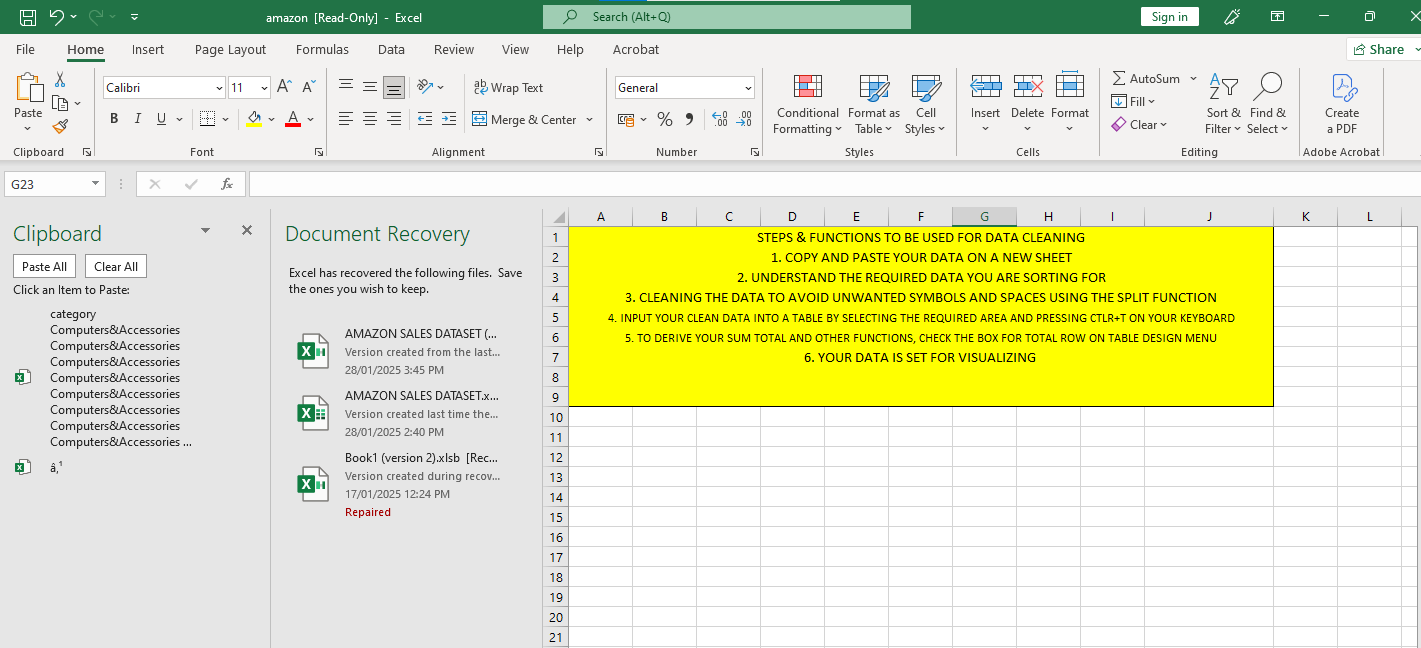 amazon [Read-Only] - Excel
Search (Alt+Q)
Sign in
File Home Insert Page Layout Formulas Data Review View Help Acrobat
Share
Paste
Clipboard
Calibri 11
B I U
Font
Wrap Text
Merge & Center
Alignment
General
Number
Conditional Formatting
Format as Table
Cell Styles
Styles
Insert Delete Format
Cells
AutoSum
Fill
Clear
Sort & Filter
Find & Select
Editing
Create a PDF
Adobe Acrobat
G23
fx
Clipboard
Paste All Clear All
Click an Item to Paste:
category
Computers&Accessories
Computers&Accessories
Computers&Accessories
Computers&Accessories
Computers&Accessories
Computers&Accessories
Computers&Accessories
Computers&Accessories ...
â‚¹
Document Recovery
Excel has recovered the following files. Save
the ones you wish to keep.
AMAZON SALES DATASET (...
Version created from the last...
28/01/2025 3:45 PM
AMAZON SALES DATASET.x...
Version created last time the...
28/01/2025 2:40 PM
Book1 (version 2).xlsb [Rec...
Version created during recov...
17/01/2025 12:24 PM
Repaired
A B C D E F G H I J K L
1 STEPS & FUNCTIONS TO BE USED FOR DATA CLEANING
2 1. COPY AND PASTE YOUR DATA ON A NEW SHEET
3 2. UNDERSTAND THE REQUIRED DATA YOU ARE SORTING FOR
4 3. CLEANING THE DATA TO AVOID UNWANTED SYMBOLS AND SPACES USING THE SPLIT FUNCTION
5 4. INPUT YOUR CLEAN DATA INTO A TABLE BY SELECTING THE REQUIRED AREA AND PRESSING CTLR+T ON YOUR KEYBOARD
6 5. TO DERIVE YOUR SUM TOTAL AND OTHER FUNCTIONS, CHECK THE BOX FOR TOTAL ROW ON TABLE DESIGN MENU
7 6. YOUR DATA IS SET FOR VISUALIZING
8
9
10
11
12
13
14
15
16
17
18
19
20
21